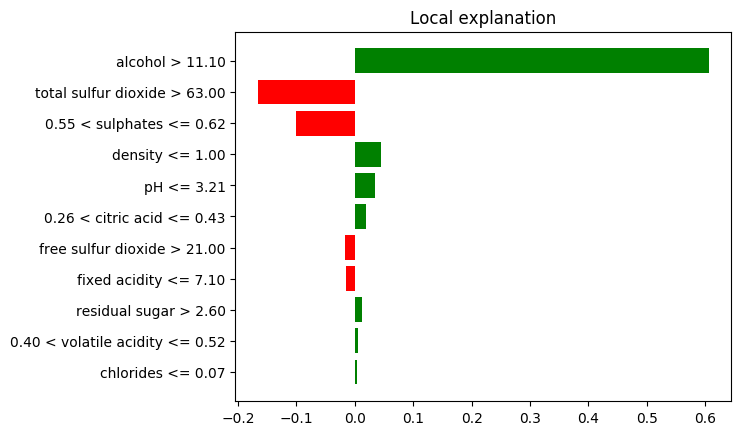 Local explanation
alcohol > 11.10
total sulfur dioxide > 63.00
0.55 < sulphates <= 0.62
density <= 1.00
pH <= 3.21
0.26 < citric acid <= 0.43
free sulfur dioxide > 21.00
fixed acidity <= 7.10
residual sugar > 2.60
0.40 < volatile acidity <= 0.52
chlorides <= 0.07
−0.2 −0.1 0.0 0.1 0.2 0.3 0.4 0.5 0.6